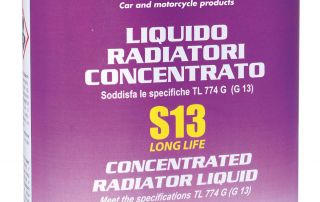 Car and motorcycle products
LIQUIDO
RADIATORI
CONCENTRATO
Soddisfa le specifiche TL 774 G (G 13)
S13
LONG LIFE
CONCENTRATED
RADIATOR LIQUID
Meet the specifications TL 774 G (G 13)